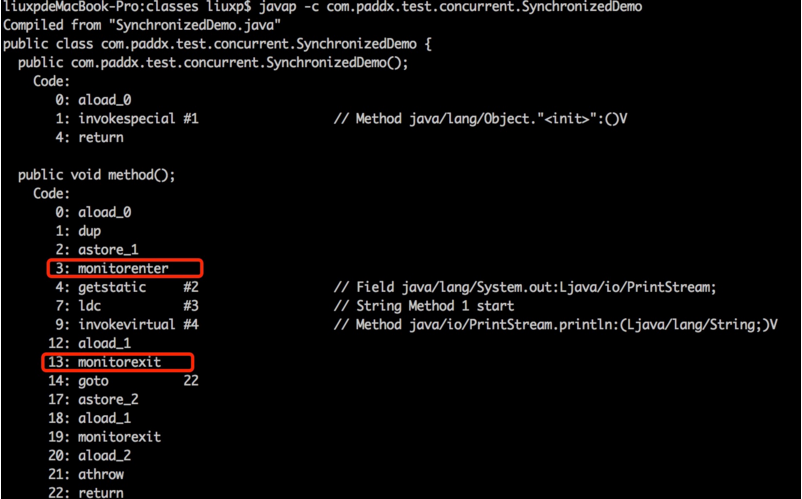 liuxpdeMacBook-Pro:classes liuxp$ javap -c com.paddx.test.concurrent.SynchronizedDemo
Compiled from "SynchronizedDemo.java"
public class com.paddx.test.concurrent.SynchronizedDemo {
  public com.paddx.test.concurrent.SynchronizedDemo();
    Code:
       0: aload_0
       1: invokespecial #1                  // Method java/lang/Object."<init>":()V
       4: return

  public void method();
    Code:
       0: aload_0
       1: dup
       2: astore_1
       3: monitorenter
       4: getstatic     #2                  // Field java/lang/System.out:Ljava/io/PrintStream;
       7: ldc           #3                  // String Method 1 start
       9: invokevirtual #4                  // Method java/io/PrintStream.println:(Ljava/lang/String;)V
      12: aload_1
      13: monitorexit
      14: goto          22
      17: astore_2
      18: aload_1
      19: monitorexit
      20: aload_2
      21: athrow
      22: return